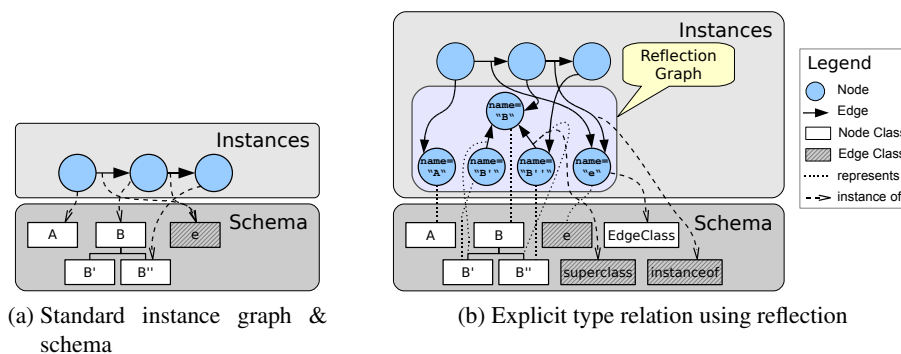 Instances
Reflection
Graph
name=
"B"
name=
"A"
name=
"B'"
name=
"B''"
name=
"e"
Legend
Node
Edge
Node Class
Edge Class
represents
instance of
Instances
Schema
A
B
e
B'
B''
Schema
A
B
e
EdgeClass
B'
B''
superclass
instanceof
(a) Standard instance graph &
schema
(b) Explicit type relation using reflection